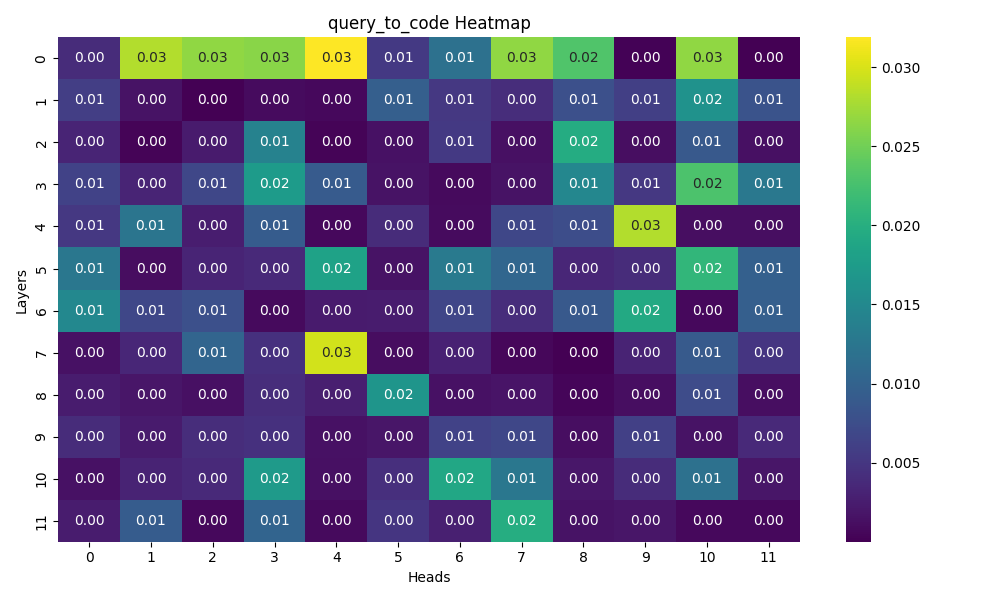 query_to_code Heatmap
0 0.00 0.03 0.03 0.03 0.03 0.01 0.01 0.03 0.02 0.00 0.03 0.00
1 0.01 0.00 0.00 0.00 0.00 0.01 0.01 0.00 0.01 0.01 0.02 0.01
2 0.00 0.00 0.00 0.01 0.00 0.00 0.01 0.00 0.02 0.00 0.01 0.00
3 0.01 0.00 0.01 0.02 0.01 0.00 0.00 0.00 0.01 0.01 0.02 0.01
4 0.01 0.01 0.00 0.01 0.00 0.00 0.00 0.01 0.01 0.03 0.00 0.00
5 0.01 0.00 0.00 0.00 0.02 0.00 0.01 0.01 0.00 0.00 0.02 0.01
6 0.01 0.01 0.01 0.00 0.00 0.00 0.01 0.00 0.01 0.02 0.00 0.01
7 0.00 0.00 0.01 0.00 0.03 0.00 0.00 0.00 0.00 0.00 0.01 0.00
8 0.00 0.00 0.00 0.00 0.00 0.02 0.00 0.00 0.00 0.00 0.01 0.00
9 0.00 0.00 0.00 0.00 0.00 0.00 0.01 0.01 0.00 0.01 0.00 0.00
10 0.00 0.00 0.00 0.02 0.00 0.00 0.02 0.01 0.00 0.00 0.01 0.00
11 0.00 0.01 0.00 0.01 0.00 0.00 0.00 0.02 0.00 0.00 0.00 0.00
0 1 2 3 4 5 6 7 8 9 10 11
Heads
Layers
0.030
0.025
0.020
0.015
0.010
0.005